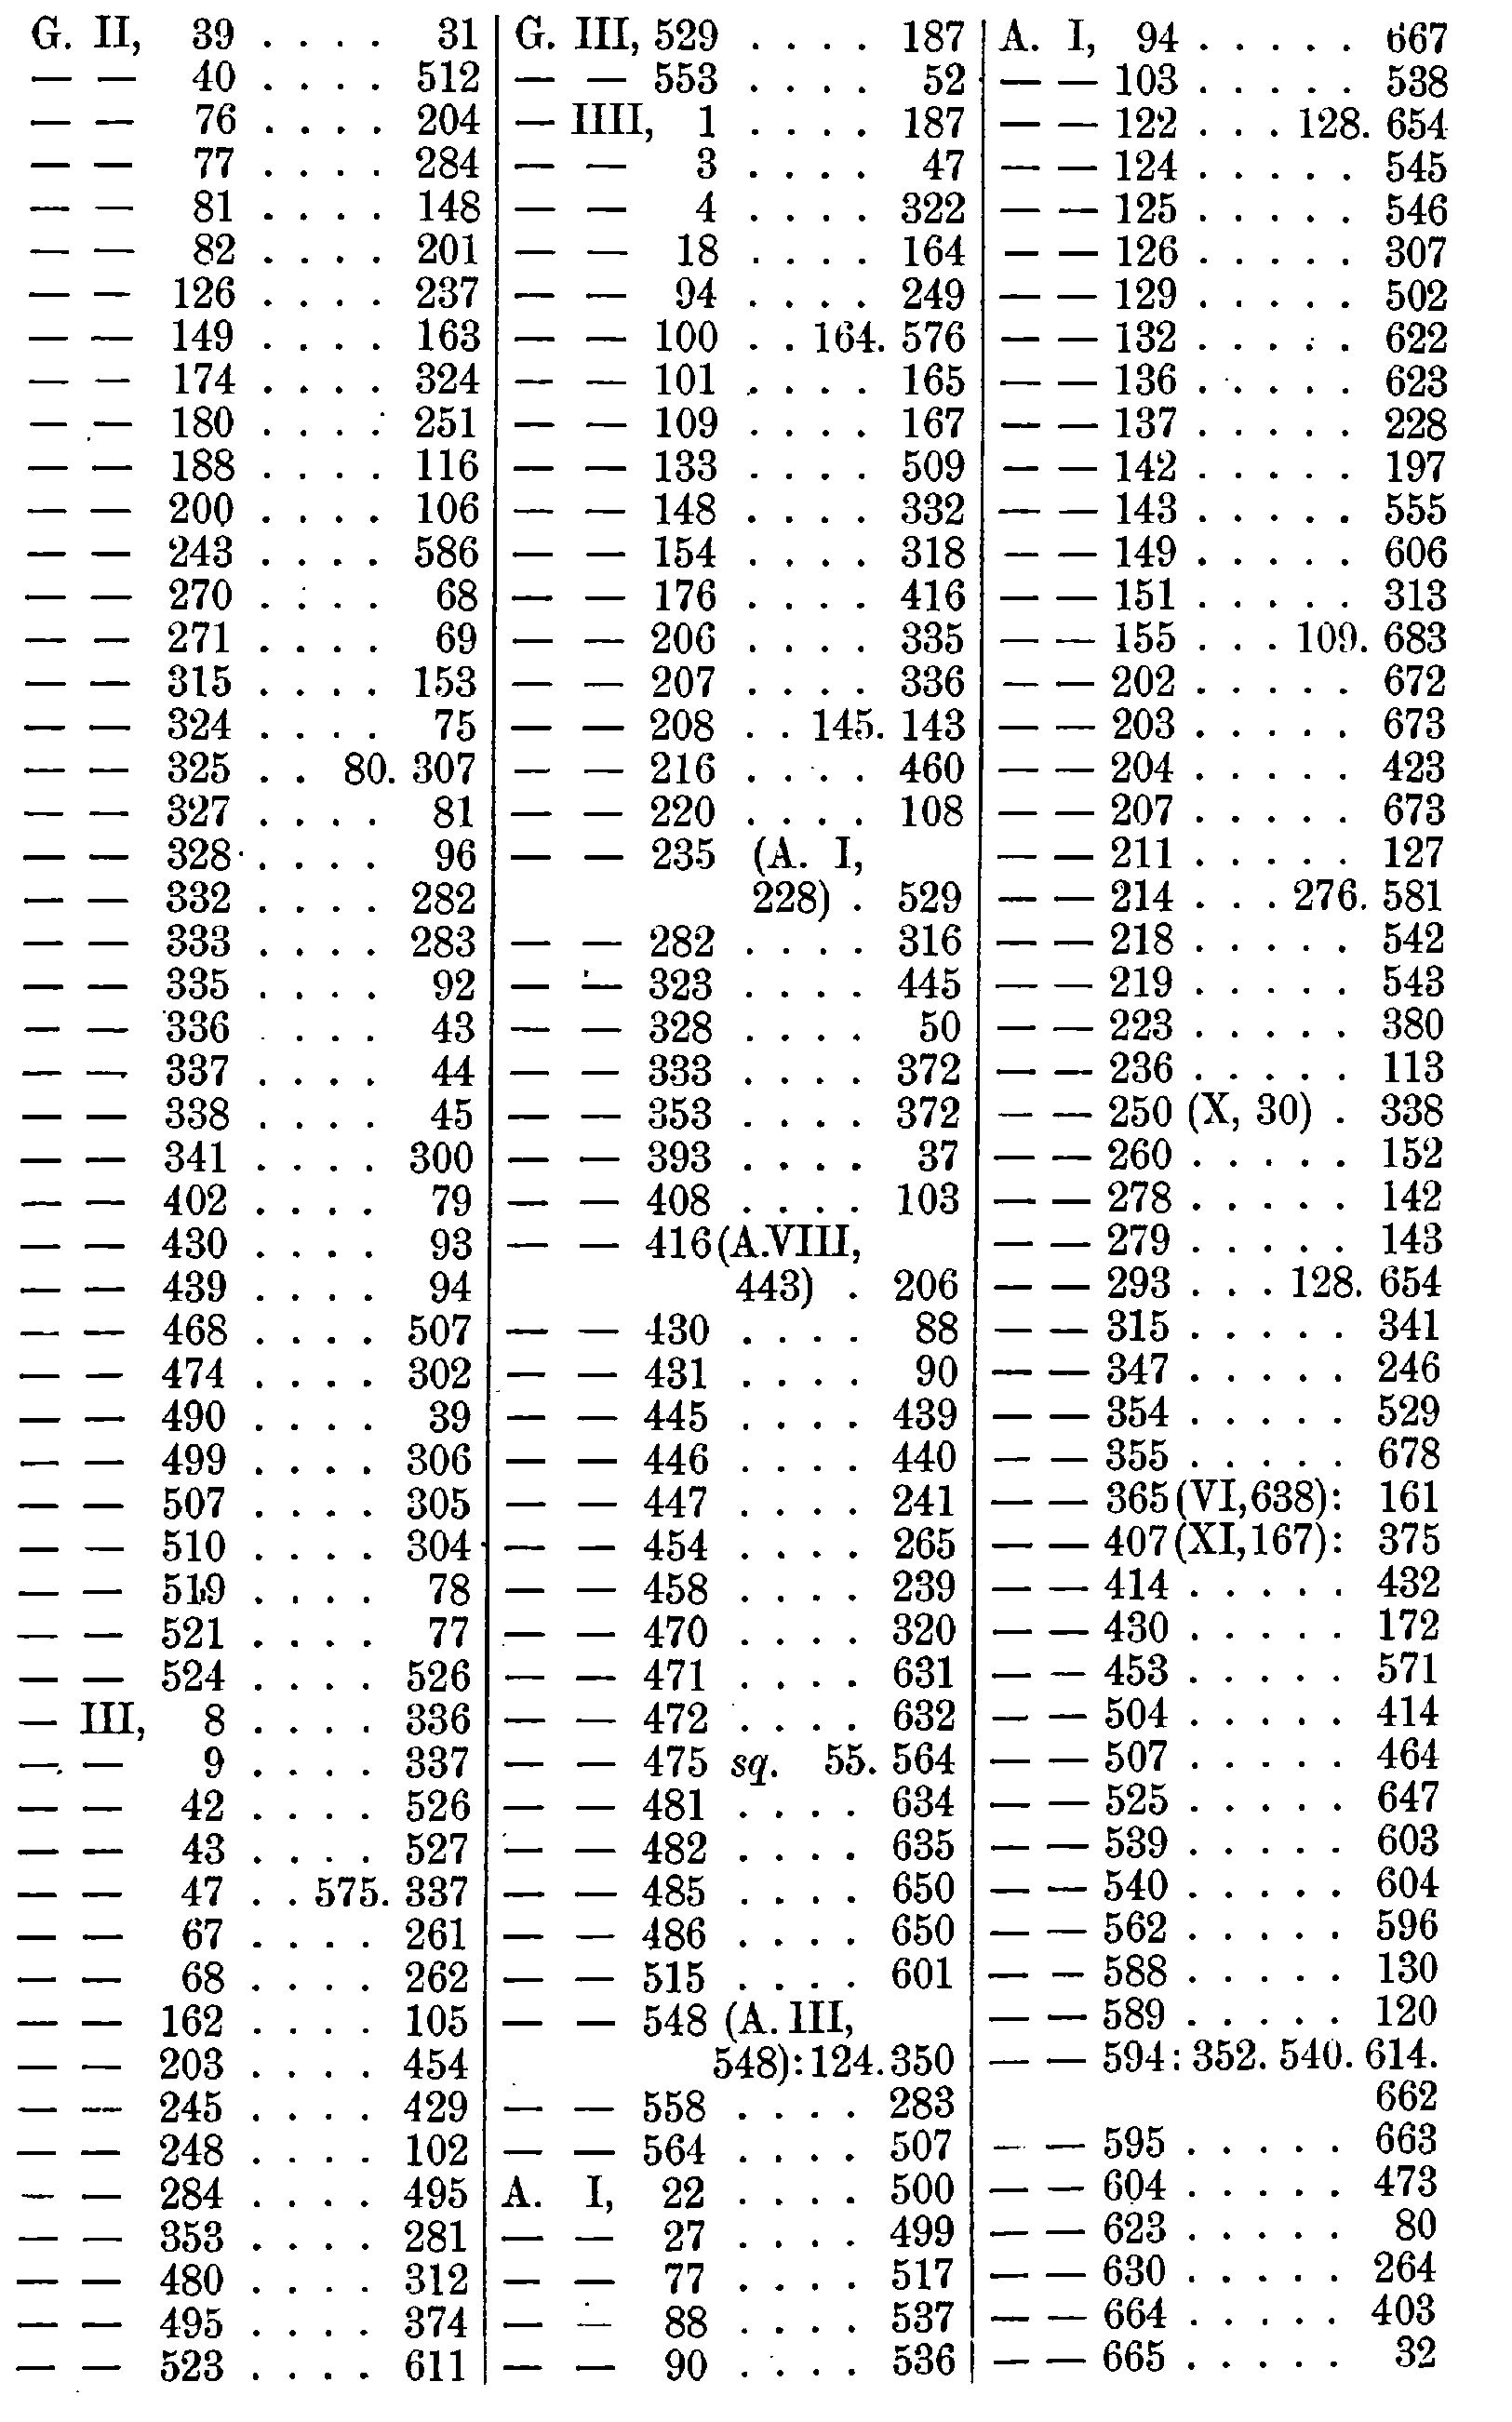 G. II, 39 . . . . 31
— — 40 . . . . 512
— — 76 . . . . 204
— — 77 . . . . 284
— — 81 . . . . 148
— — 82 . . . . 201
— — 126 . . . . 237
— — 149 . . . . 163
— — 174 . . . . 324
— — 180 . . . . 251
— — 188 . . . . 116
— — 200 . . . . 106
— — 243 . . . . 586
— — 270 . . . . 68
— — 271 . . . . 69
— — 315 . . . . 153
— — 324 . . . . 75
— — 325 . . 80. 307
— — 327 . . . . 81
— — 328 . . . . 96
— — 332 . . . . 282
— — 333 . . . . 283
— — 335 . . . . 92
— — 336 . . . . 43
— — 337 . . . . 44
— — 338 . . . . 45
— — 341 . . . . 300
— — 402 . . . . 79
— — 430 . . . . 93
— — 439 . . . . 94
— — 468 . . . . 507
— — 474 . . . . 302
— — 490 . . . . 39
— — 499 . . . . 306
— — 507 . . . . 305
— — 510 . . . . 304
— — 519 . . . . 78
— — 521 . . . . 77
— — 524 . . . . 526
— III, 8 . . . . 336
— — 9 . . . . 337
— — 42 . . . . 526
— — 43 . . . . 527
— — 47 . . 575. 337
— — 67 . . . . 261
— — 68 . . . . 262
— — 162 . . . . 105
— — 203 . . . . 454
— — 245 . . . . 429
— — 248 . . . . 102
— — 284 . . . . 495
— — 353 . . . . 281
— — 480 . . . . 312
— — 495 . . . . 374
— — 523 . . . . 611
G. III, 529 . . . . 187
— — 553 . . . . 52
— IIII, 1 . . . . 187
— — 3 . . . . 47
— — 4 . . . . 322
— — 18 . . . . 164
— — 94 . . . . 249
— — 100 . . 164. 576
— — 101 . . . . 165
— — 109 . . . . 167
— — 133 . . . . 509
— — 148 . . . . 332
— — 154 . . . . 318
— — 176 . . . . 416
— — 206 . . . . 335
— — 207 . . . . 336
— — 208 . . 145. 143
— — 216 . . . . 460
— — 220 . . . . 108
— — 235 (A. I,
228) . 529
— — 282 . . . . 316
— — 323 . . . . 445
— — 328 . . . . 50
— — 333 . . . . 372
— — 353 . . . . 372
— — 393 . . . . 37
— — 408 . . . . 103
— — 416 (A. VIII,
443) . 206
— — 430 . . . . 88
— — 431 . . . . 90
— — 445 . . . . 439
— — 446 . . . . 440
— — 447 . . . . 241
— — 454 . . . . 265
— — 458 . . . . 239
— — 470 . . . . 320
— — 471 . . . . 631
— — 472 . . . . 632
— — 475 sq. 55. 564
— — 481 . . . . 634
— — 482 . . . . 635
— — 485 . . . . 650
— — 486 . . . . 650
— — 515 . . . . 601
— — 548 (A. III,
548): 124. 350
— — 558 . . . . 283
— — 564 . . . . 507
A. I, 22 . . . . 500
— — 27 . . . . 499
— — 77 . . . . 517
— — 88 . . . . 537
— — 90 . . . . 536
A. I, 94 . . . . . 667
— — 103 . . . . . 538
— — 122 . . . 128. 654
— — 124 . . . . . 545
— — 125 . . . . . 546
— — 126 . . . . . 307
— — 129 . . . . . 502
— — 132 . . . . . 622
— — 136 . . . . . 623
— — 137 . . . . . 228
— — 142 . . . . . 197
— — 143 . . . . . 555
— — 149 . . . . . 606
— — 151 . . . . . 313
— — 155 . . . 109. 683
— — 202 . . . . . 672
— — 203 . . . . . 673
— — 204 . . . . . 423
— — 207 . . . . . 673
— — 211 . . . . . 127
— — 214 . . . 276. 581
— — 218 . . . . . 542
— — 219 . . . . . 543
— — 223 . . . . . 380
— — 236 . . . . . 113
— — 250 (X, 30) . 338
— — 260 . . . . . 152
— — 278 . . . . . 142
— — 279 . . . . . 143
— — 293 . . . 128. 654
— — 315 . . . . . 341
— — 347 . . . . . 246
— — 354 . . . . . 529
— — 355 . . . . . 678
— — 365 (VI, 638): 161
— — 407 (XI, 167): 375
— — 414 . . . . . 432
— — 430 . . . . . 172
— — 453 . . . . . 571
— — 504 . . . . . 414
— — 507 . . . . . 464
— — 525 . . . . . 647
— — 539 . . . . . 603
— — 540 . . . . . 604
— — 562 . . . . . 596
— — 588 . . . . . 130
— — 589 . . . . . 120
— — 594: 352. 540. 614.
662
— — 595 . . . . . 663
— — 604 . . . . . 473
— — 623 . . . . . 80
— — 630 . . . . . 264
— — 664 . . . . . 403
— — 665 . . . . . 32